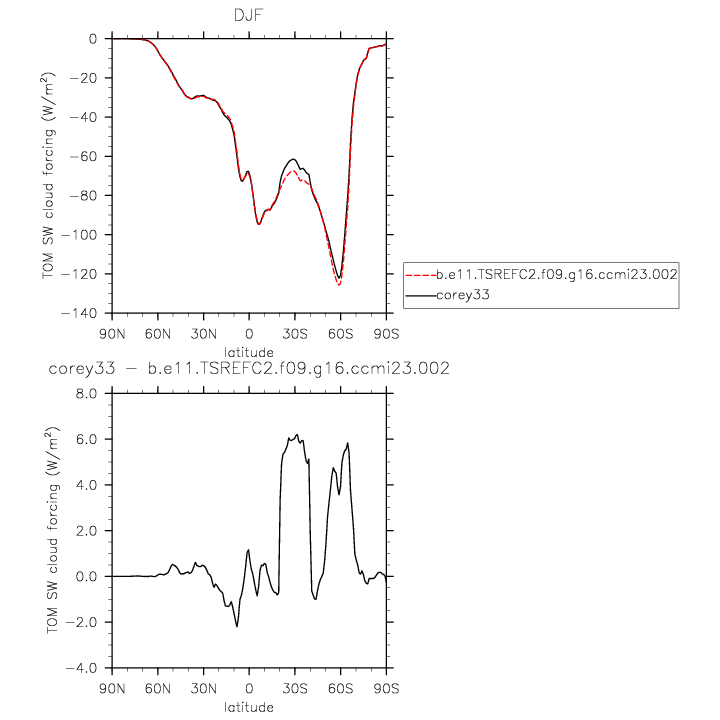 DJF
TOM SW cloud forcing (W/m²)
0
−20
−40
−60
−80
−100
−120
−140
90N 60N 30N 0 30S 60S 90S
latitude
b.e11.TSREFC2.f09.g16.ccmi23.002
corey33
corey33 − b.e11.TSREFC2.f09.g16.ccmi23.002
TOM SW cloud forcing (W/m²)
8.0
6.0
4.0
2.0
0.0
−2.0
−4.0
90N 60N 30N 0 30S 60S 90S
latitude